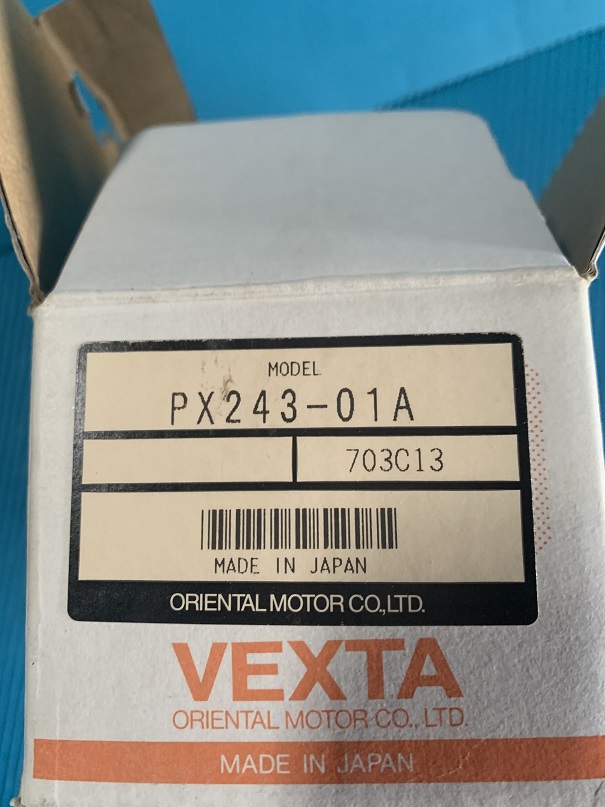 MODEL
PX243-01A
703C13
MADE IN JAPAN
ORIENTAL MOTOR CO.,LTD.
VEXTA
ORIENTAL MOTOR CO., LTD.
MADE IN JAPAN